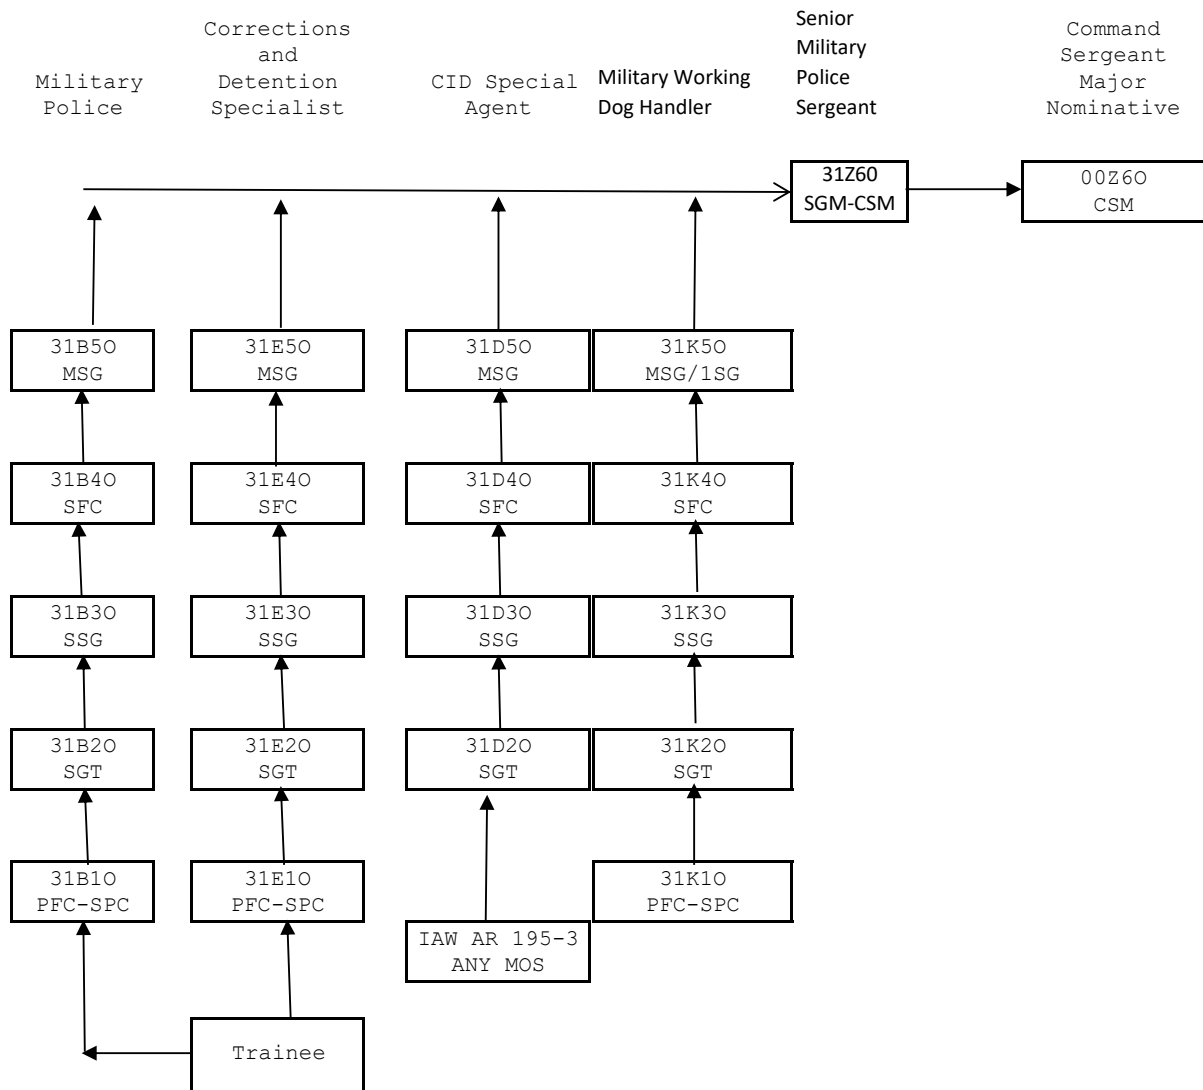 Military
Police
Corrections
and
Detention
Specialist
CID Special
Agent
Military Working
Dog Handler
Senior
Military
Police
Sergeant
Command
Sergeant
Major
Nominative
31Z60
SGM-CSM
00Z6O
CSM
31B5O
MSG
31E5O
MSG
31D5O
MSG
31K5O
MSG/1SG
31B4O
SFC
31E4O
SFC
31D4O
SFC
31K4O
SFC
31B3O
SSG
31E3O
SSG
31D3O
SSG
31K3O
SSG
31B2O
SGT
31E2O
SGT
31D2O
SGT
31K2O
SGT
31B1O
PFC-SPC
31E1O
PFC-SPC
31K1O
PFC-SPC
IAW AR 195-3
ANY MOS
Trainee